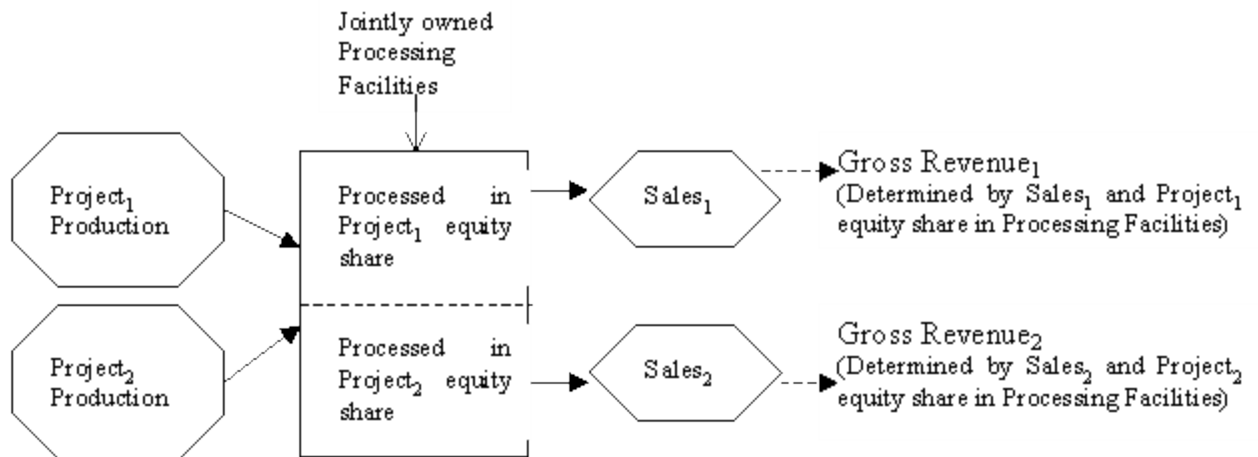 Jointly owned
Processing
Facilities
Project₁
Production
Processed in
Project₁ equity
share
Sales₁
Gross Revenue₁
(Determined by Sales₁ and Project₁
equity share in Processing Facilities)
Project₂
Production
Processed in
Project₂ equity
share
Sales₂
Gross Revenue₂
(Determined by Sales₂ and Project₂
equity share in Processing Facilities)